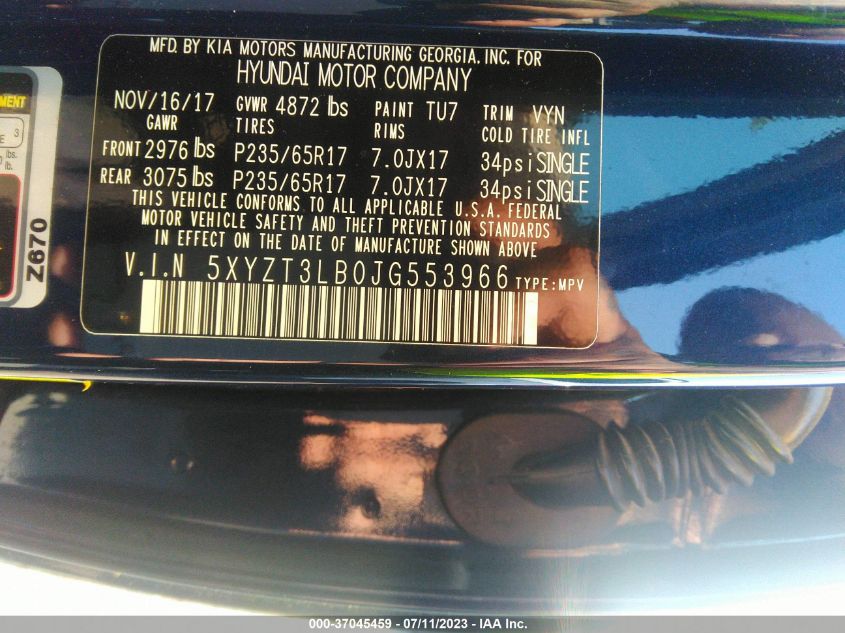 MFD. BY KIA MOTORS MANUFACTURING GEORGIA, INC. FOR
HYUNDAI MOTOR COMPANY
NOV/16/17 GVWR 4872 lbs PAINT TU7 TRIM VYN
GAWR TIRES RIMS COLD TIRE INFL
FRONT 2976 lbs P235/65R17 7.0JX17 34psi SINGLE
REAR 3075 lbs P235/65R17 7.0JX17 34psi SINGLE
THIS VEHICLE CONFORMS TO ALL APPLICABLE U.S.A. FEDERAL
MOTOR VEHICLE SAFETY AND THEFT PREVENTION STANDARDS
IN EFFECT ON THE DATE OF MANUFACTURE SHOWN ABOVE
V.I.N 5XYZT3LB0JG553966 TYPE:MPV
3
lbs.
lb.
Z670
000-37045459 - 07/11/2023 - IAA Inc.